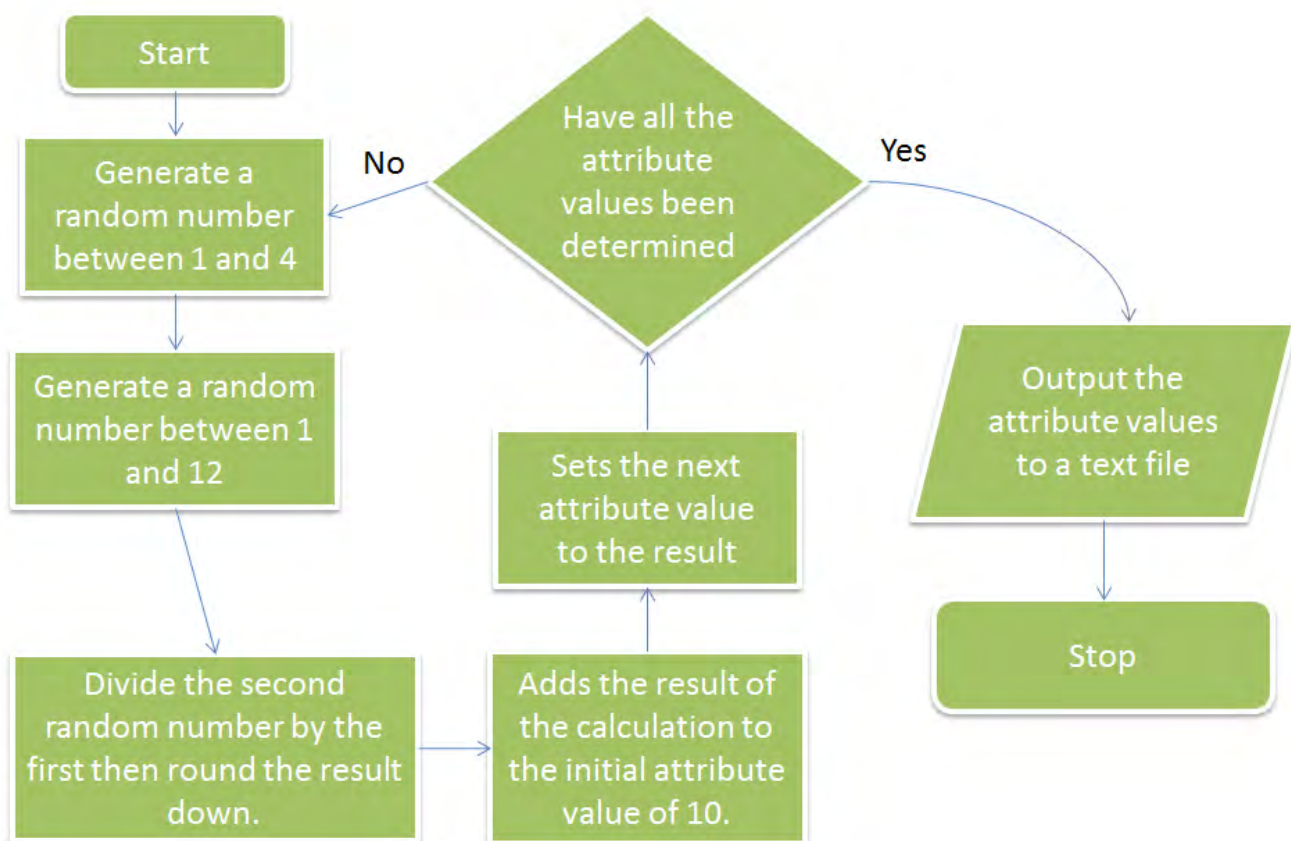 Start
Generate a
random number
between 1 and 4
Generate a random
number between 1
and 12
Divide the second
random number by the
first then round the result
down.
Adds the result of
the calculation to
the initial attribute
value of 10.
Sets the next
attribute value
to the result
Have all the
attribute
values been
determined
No
Yes
Output the
attribute values
to a text file
Stop